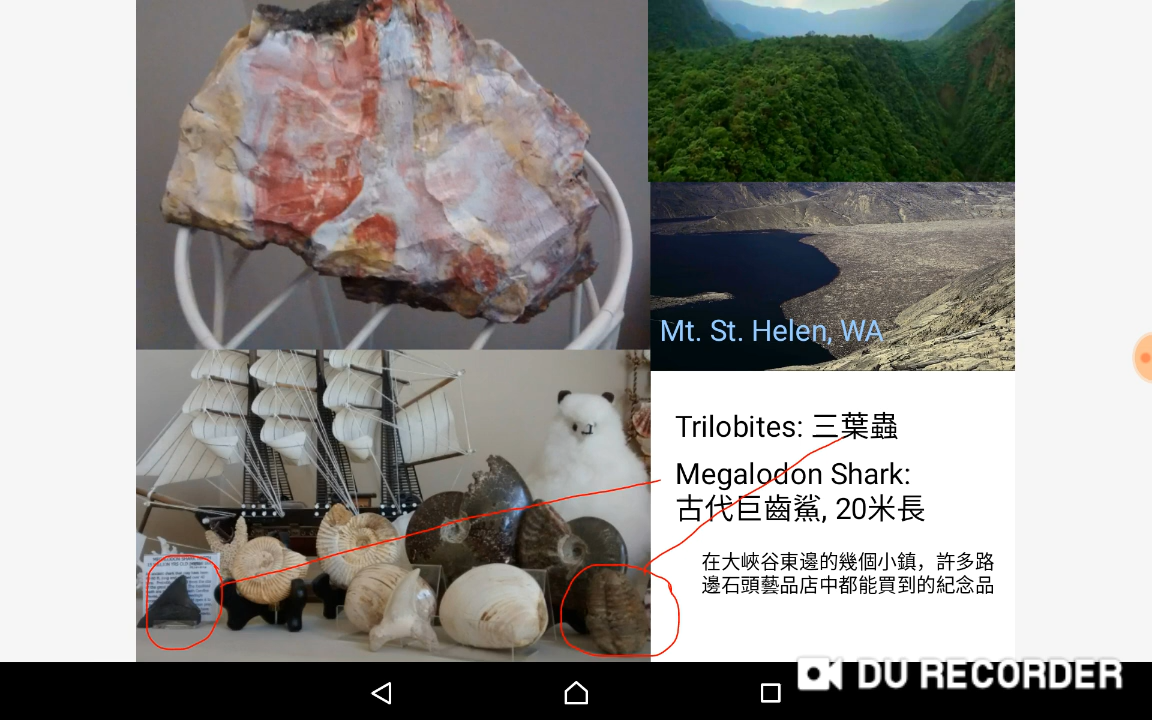 Mt. St. Helen, WA
Trilobites: 三葉蟲
Megalodon Shark:
古代巨齒鯊, 20米長
在大峽谷東邊的幾個小鎮，許多路
邊石頭藝品店中都能買到的紀念品
DU RECORDER